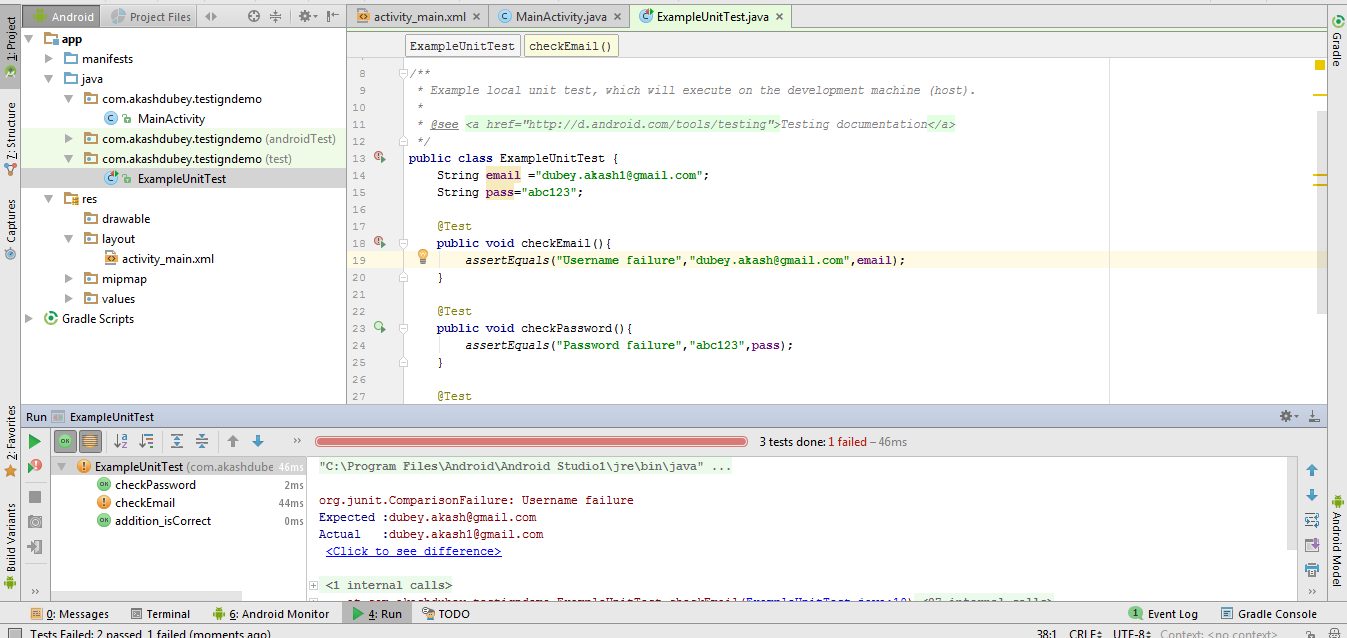 Android
Project Files
activity_main.xml
MainActivity.java
ExampleUnitTest.java
1: Project
Z: Structure
Captures
2: Favorites
Build Variants
app
manifests
java
com.akashdubey.testigndemo
MainActivity
com.akashdubey.testigndemo (androidTest)
com.akashdubey.testigndemo (test)
ExampleUnitTest
res
drawable
layout
activity_main.xml
mipmap
values
Gradle Scripts
ExampleUnitTest checkEmail()
8 /**
9 * Example local unit test, which will execute on the development machine (host).
10 *
11 * @see <a href="http://d.android.com/tools/testing">Testing documentation</a>
12 */
13 public class ExampleUnitTest {
14 String email ="dubey.akash1@gmail.com";
15 String pass="abc123";
16
17 @Test
18 public void checkEmail(){
19 assertEquals("Username failure","dubey.akash@gmail.com",email);
20 }
21
22 @Test
23 public void checkPassword(){
24 assertEquals("Password failure","abc123",pass);
25 }
26
27 @Test
Gradle
Android Model
Run ExampleUnitTest
3 tests done: 1 failed – 46ms
ExampleUnitTest (com.akashdube 46ms
OK checkPassword 2ms
checkEmail 44ms
OK addition_isCorrect 0ms
"C:\Program Files\Android\Android Studio1\jre\bin\java" ...
org.junit.ComparisonFailure: Username failure
Expected :dubey.akash@gmail.com
Actual :dubey.akash1@gmail.com
<Click to see difference>
<1 internal calls>
0: Messages
Terminal
6: Android Monitor
4: Run
TODO
1 Event Log
Gradle Console
Tests Failed: 2 passed, 1 failed (moments ago)
38:1 CRLF UTF-8 Context: <no context>